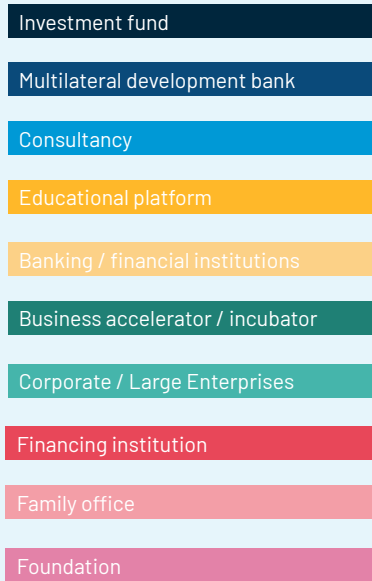 Investment fund
Multilateral development bank
Consultancy
Educational platform
Banking / financial institutions
Business accelerator / incubator
Corporate / Large Enterprises
Financing institution
Family office
Foundation